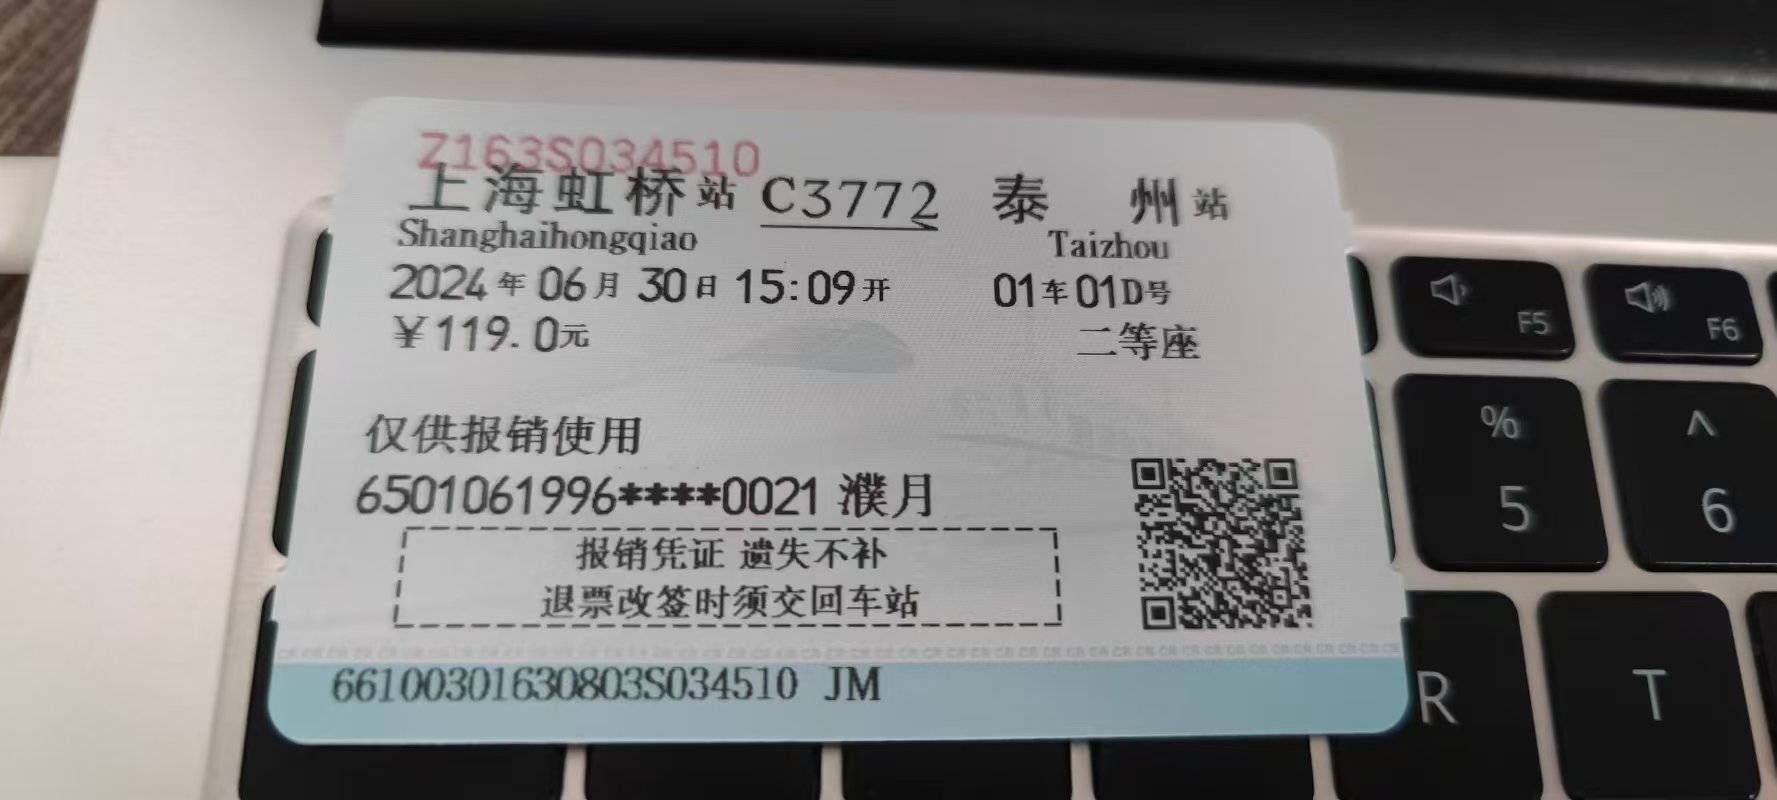 Z163S034510
上海虹桥站 C3772 泰州站
Shanghaihongqiao Taizhou
2024年06月30日15:09开 01车01D号
￥119.0元 二等座
仅供报销使用
6501061996****0021 濮月
报销凭证 遗失不补
退票改签时须交回车站
66100301630803S034510 JM
F5
F6
%
5
^
6
R
T